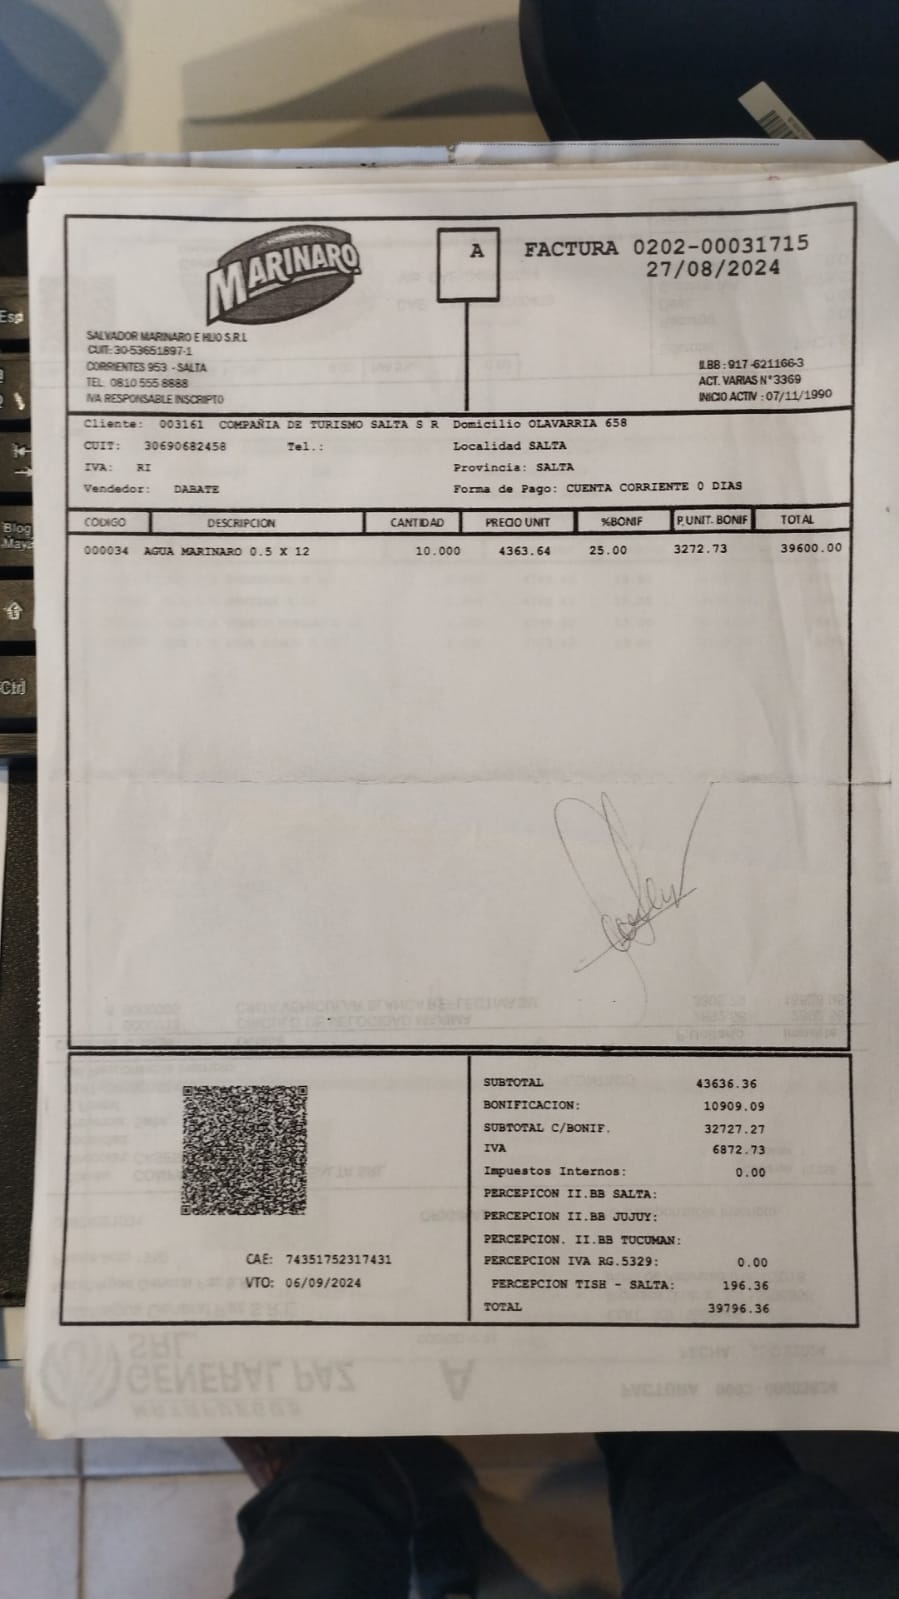 MARINARO
A
FACTURA 0202-00031715
27/08/2024
SALVADOR MARINARO E HIJO S.R.L
CUIT: 30-53651897-1
CORRIENTES 953 - SALTA
TEL: 0810 555 8888
IVA RESPONSABLE INSCRIPTO
II.BB : 917-621166-3
ACT. VARIAS N°3369
INICIO ACTIV : 07/11/1990
Cliente: 003161 COMPAÑIA DE TURISMO SALTA S R Domicilio OLAVARRIA 658
CUIT: 30690682458 Tel.: Localidad SALTA
IVA: RI Provincia: SALTA
Vendedor: DABATE Forma de Pago: CUENTA CORRIENTE 0 DIAS
CODIGO DESCRIPCION CANTIDAD PRECIO UNIT %BONIF P.UNIT. BONIF TOTAL
000034 AGUA MARINARO 0.5 X 12 10.000 4363.64 25.00 3272.73 39600.00
SUBTOTAL 43636.36
BONIFICACION: 10909.09
SUBTOTAL C/BONIF. 32727.27
IVA 6872.73
Impuestos Internos: 0.00
PERCEPICON II.BB SALTA:
PERCEPCION II.BB JUJUY:
PERCEPCION. II.BB TUCUMAN:
PERCEPCION IVA RG.5329: 0.00
PERCEPCION TISH - SALTA: 196.36
TOTAL 39796.36
CAE: 74351752317431
VTO: 06/09/2024
Esp
Bloq
Mayú
Ctrl